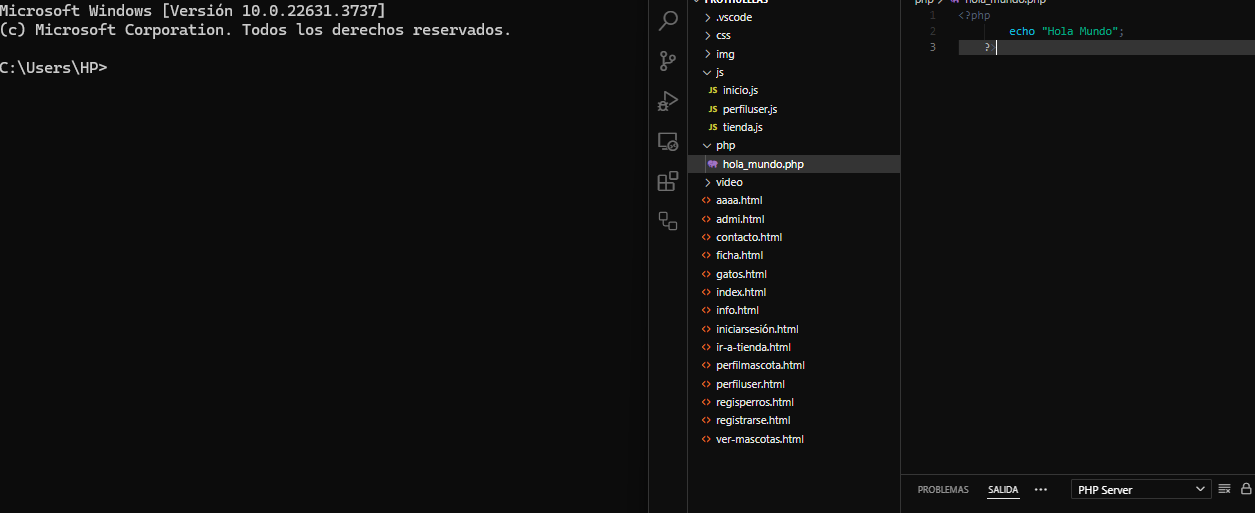 Microsoft Windows [Versión 10.0.22631.3737]
(c) Microsoft Corporation. Todos los derechos reservados.
C:\Users\HP>
.vscode
css
img
js
JS inicio.js
JS perfiluser.js
JS tienda.js
php
hola_mundo.php
video
<> aaaa.html
<> admi.html
<> contacto.html
<> ficha.html
<> gatos.html
<> index.html
<> info.html
<> iniciarsesión.html
<> ir-a-tienda.html
<> perfilmascota.html
<> perfiluser.html
<> regisperros.html
<> registrarse.html
<> ver-mascotas.html
php > hola_mundo.php
1 <?php
2 echo "Hola Mundo";
3 ?>
PROBLEMAS SALIDA ··· PHP Server